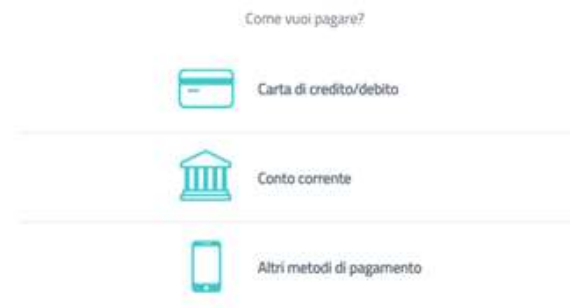 Come vuoi pagare?
Carta di credito/debito
Conto corrente
Altri metodi di pagamento